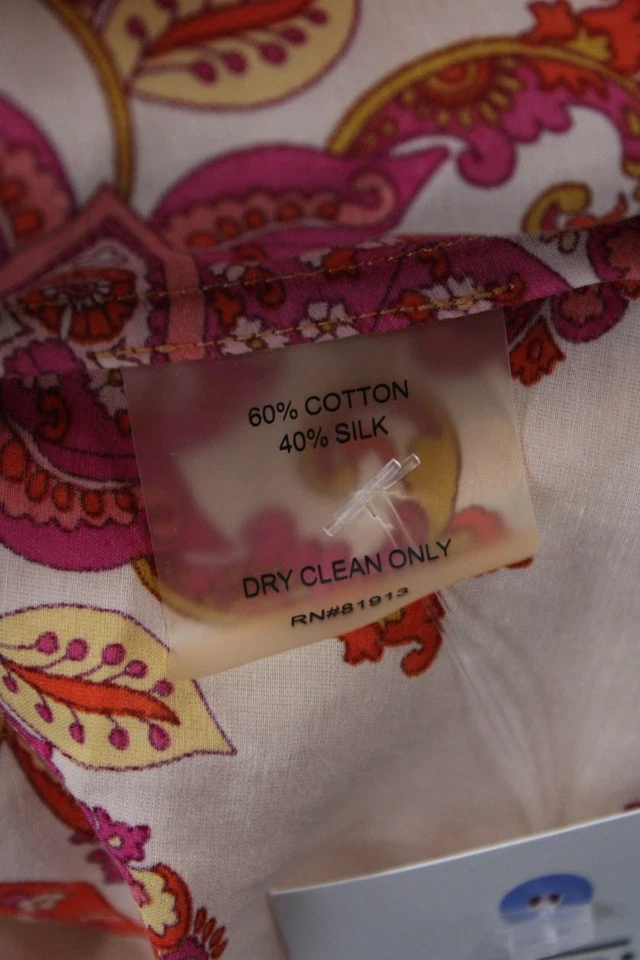 60% COTTON
40% SILK
DRY CLEAN ONLY
RN#81913